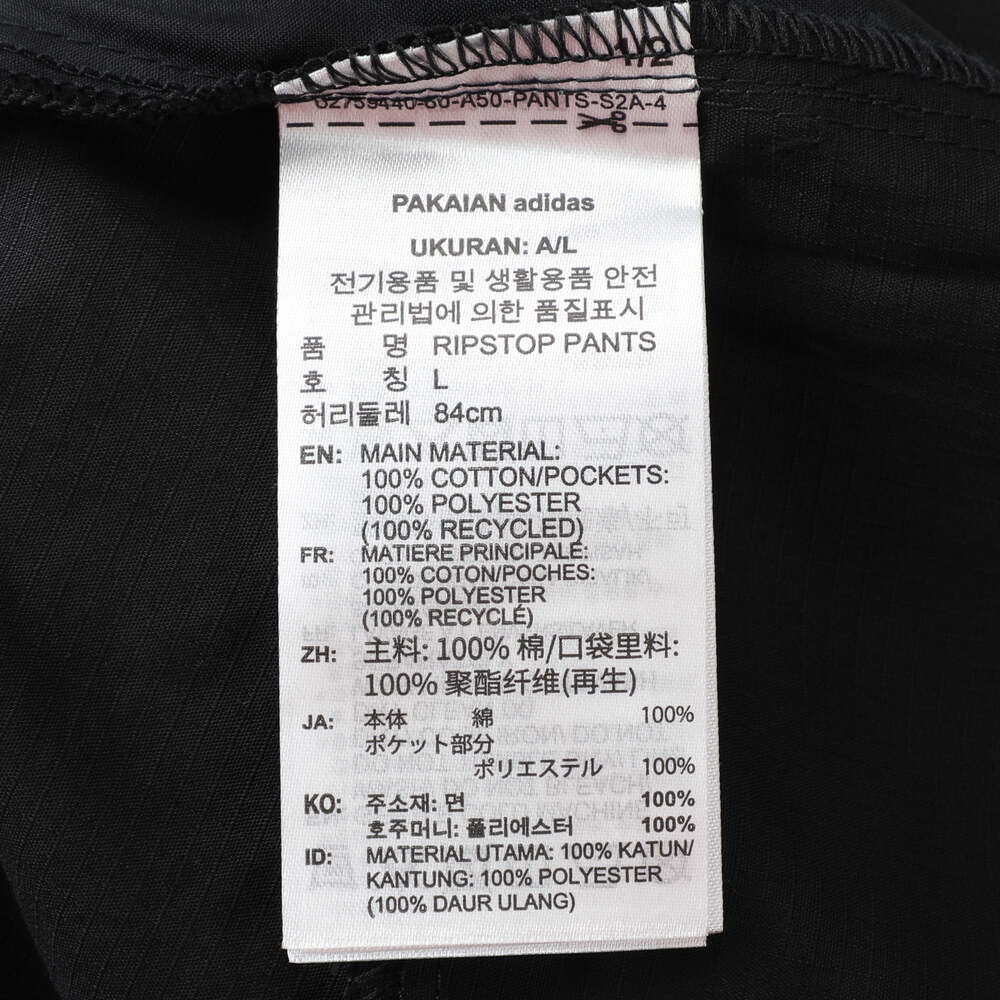 1/2
02759440-60-A50-PANTS-S2A-4
PAKAIAN adidas
UKURAN: A/L
전기용품 및 생활용품 안전
관리법에 의한 품질표시
품 명 RIPSTOP PANTS
호 칭 L
허리둘레 84cm
EN: MAIN MATERIAL:
100% COTTON/POCKETS:
100% POLYESTER
(100% RECYCLED)
FR: MATIERE PRINCIPALE:
100% COTON/POCHES:
100% POLYESTER
(100% RECYCLÉ)
ZH: 主料: 100% 棉/口袋里料:
100% 聚酯纤维(再生)
JA: 本体 綿 100%
ポケット部分
ポリエステル 100%
KO: 주소재: 면 100%
호주머니: 폴리에스터 100%
ID: MATERIAL UTAMA: 100% KATUN/
KANTUNG: 100% POLYESTER
(100% DAUR ULANG)